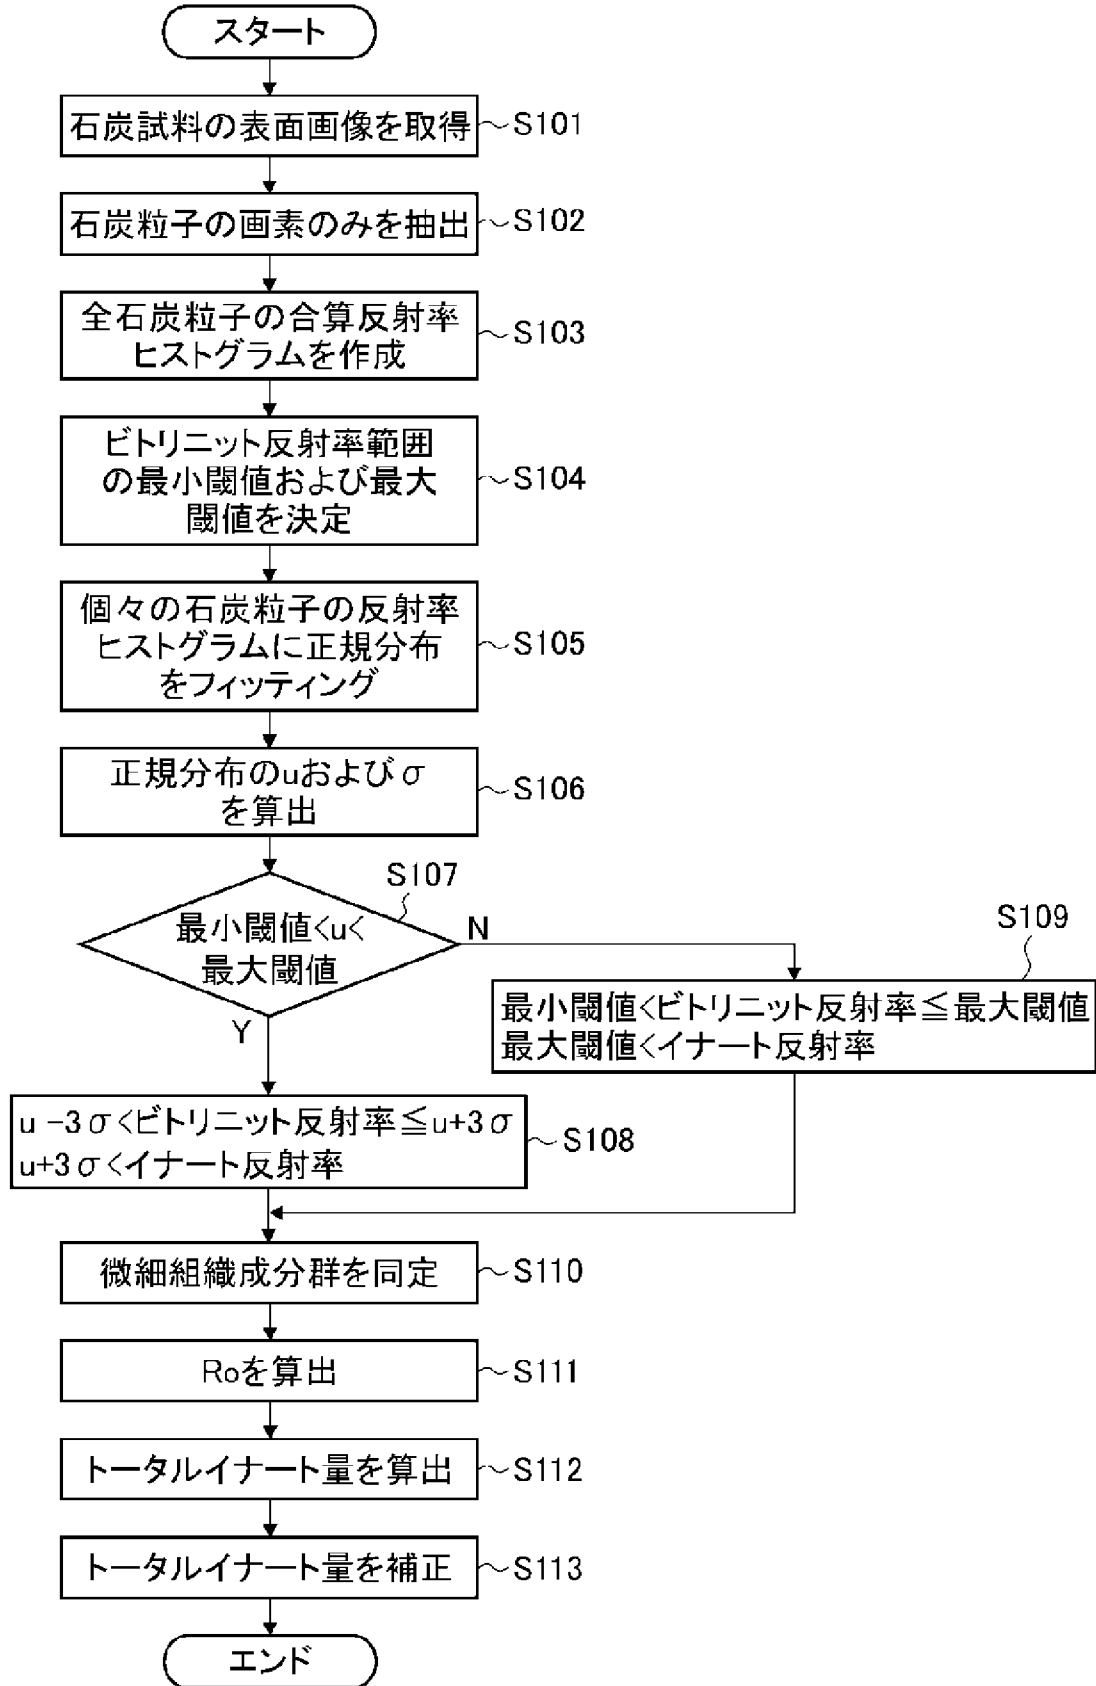 スタート
石炭試料の表面画像を取得
S101
石炭粒子の画素のみを抽出
S102
全石炭粒子の合算反射率
ヒストグラムを作成
S103
ビトリニット反射率範囲
の最小閾値および最大
閾値を決定
S104
個々の石炭粒子の反射率
ヒストグラムに正規分布
をフィッティング
S105
正規分布のuおよびσ
を算出
S106
S107
最小閾値<u<
最大閾値
N
Y
S109
最小閾値<ビトリニット反射率≦最大閾値
最大閾値<イナート反射率
u-3σ<ビトリニット反射率≦u+3σ
u+3σ<イナート反射率
S108
微細組織成分群を同定
S110
Roを算出
S111
トータルイナート量を算出
S112
トータルイナート量を補正
S113
エンド